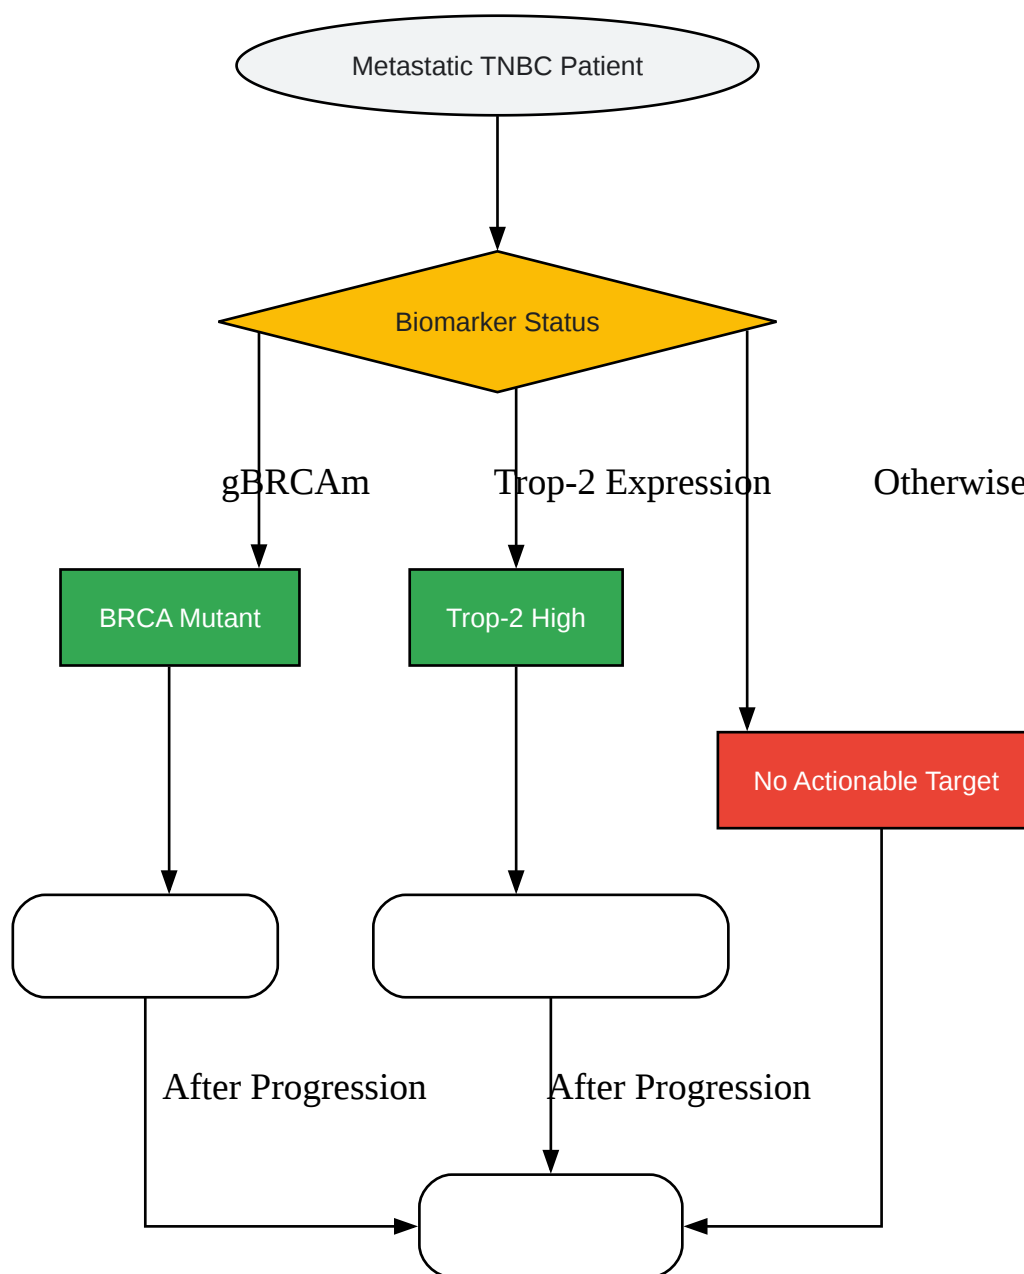 Metastatic TNBC Patient
Biomarker Status
gBRCAm
Trop-2 Expression
Otherwise
BRCA Mutant
Trop-2 High
No Actionable Target
After Progression
After Progression